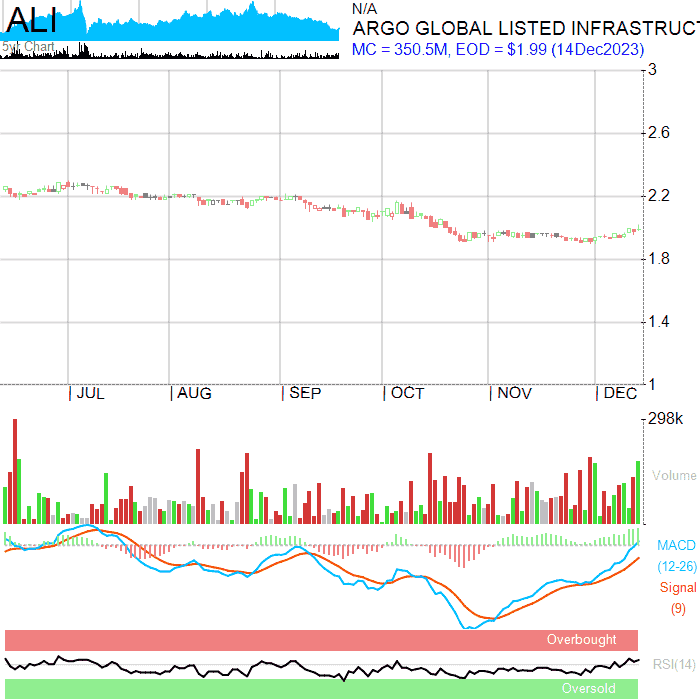 ALI
5yr Chart
N/A
ARGO GLOBAL LISTED INFRASTRUCT
MC = 350.5M, EOD = $1.99 (14Dec2023)
3
2.6
2.2
1.8
1.4
1
JUL AUG SEP OCT NOV DEC
298k
Volume
MACD
(12-26)
Signal
(9)
Overbought
RSI(14)
Oversold